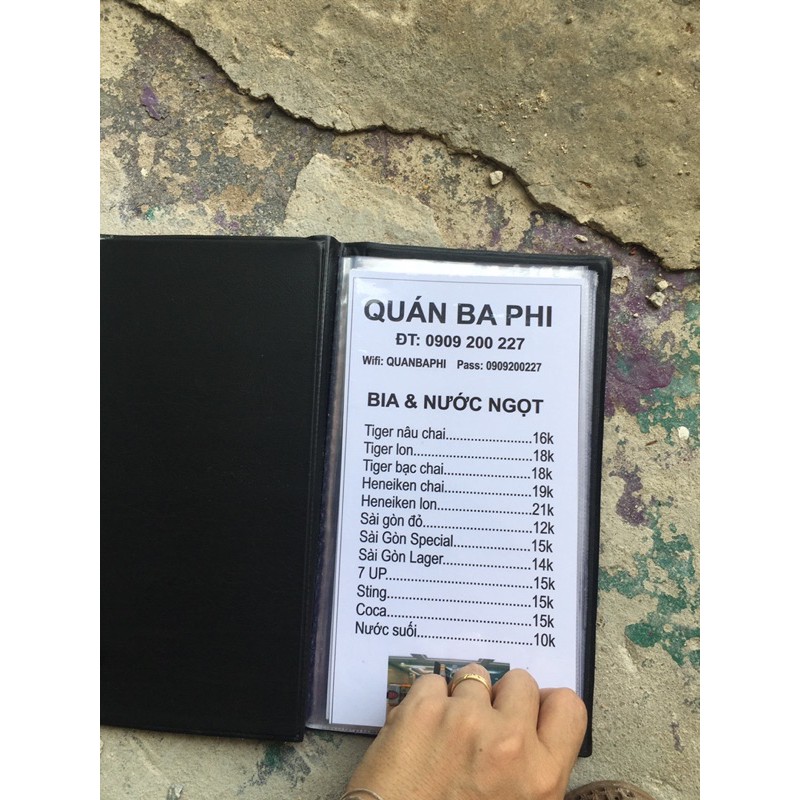 QUÁN BA PHI
ĐT: 0909 200 227
Wifi: QUANBAPHI Pass: 0909200227
BIA & NƯỚC NGỌT
Tiger nâu chai.......................16k
Tiger lon................................18k
Tiger bạc chai.......................18k
Heneiken chai.......................19k
Heneiken lon.........................21k
Sài gòn đỏ.............................12k
Sài Gòn Special.....................15k
Sài Gòn Lager.......................14k
7 UP.......................................15k
Sting......................................15k
Coca......................................15k
Nước suối..............................10k